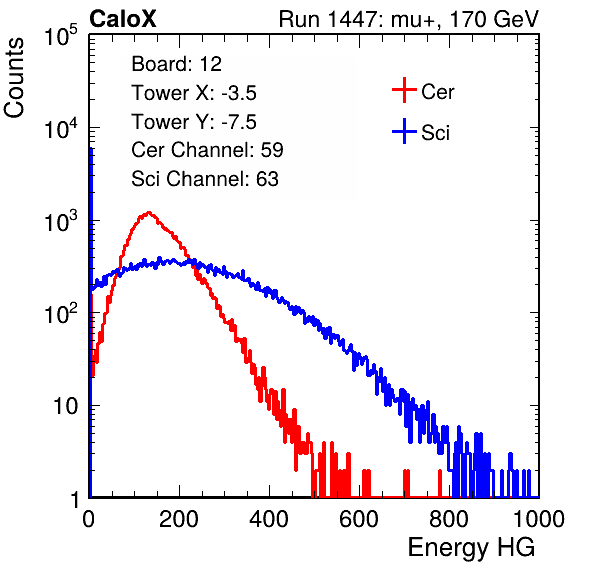 CaloX Run 1447: mu+, 170 GeV
Counts
10^5
10^4
10^3
10^2
10
1
Board: 12
Tower X: -3.5
Tower Y: -7.5
Cer Channel: 59
Sci Channel: 63
Cer
Sci
0 200 400 600 800 1000
Energy HG